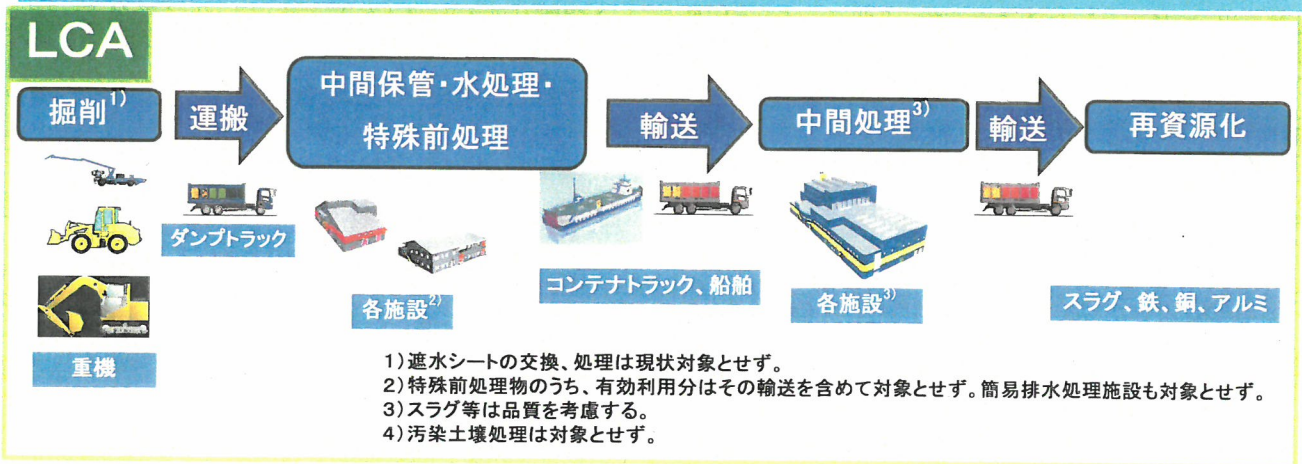 LCA
掘削1)
運搬
中間保管・水処理・
特殊前処理
輸送
中間処理3)
輸送
再資源化
ダンプトラック
コンテナトラック、船舶
各施設2)
各施設3)
スラグ、鉄、銅、アルミ
重機
1)遮水シートの交換、処理は現状対象とせず。
2)特殊前処理物のうち、有効利用分はその輸送を含めて対象とせず。簡易排水処理施設も対象とせず。
3)スラグ等は品質を考慮する。
4)汚染土壌処理は対象とせず。